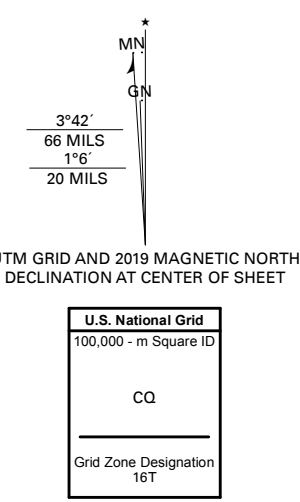 MN
GN
3°42´
66 MILS
1°6´
20 MILS
UTM GRID AND 2019 MAGNETIC NORTH
DECLINATION AT CENTER OF SHEET
U.S. National Grid
100,000 - m Square ID
CQ
Grid Zone Designation
16T